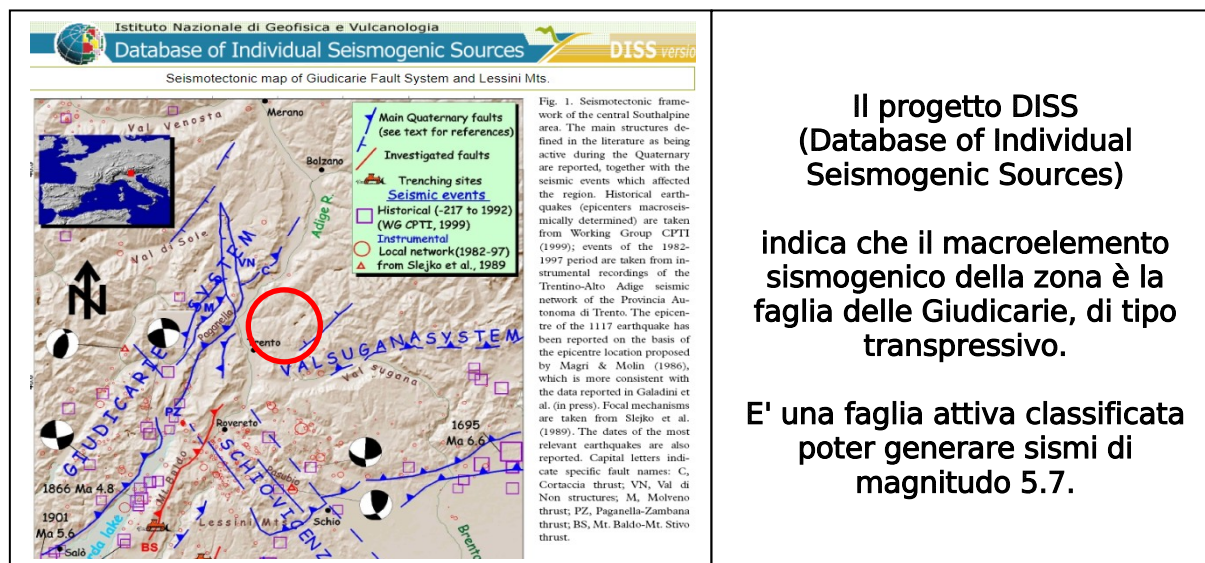 Istituto Nazionale di Geofisica e Vulcanologia
Database of Individual Seismogenic Sources
DISS versio
Seismotectonic map of Giudicarie Fault System and Lessini Mts.
Merano
Val Venosta
Bolzano
Adige R.
Val di Sole
Main Quaternary faults
(see text for references)
Investigated faults
Trenching sites
Seismic events
Historical (-217 to 1992)
(WG CPTI, 1999)
Instrumental
Local network(1982-97)
from Slejko et al., 1989
N
GIUDICARIE SYSTEM
VN
C
M
Paganella
Trento
VALSUGANASYSTEM
Val sugana
PZ
Rovereto
1695
Ma 6.6
SCHIO-VICENZ
Pasubio
Mt. Baldo
1866 Ma 4.8
1901
Ma 5.6
Lessini Mts
Schio
Salò
rda lake
BS
Brento
Fig. 1. Seismotectonic frame-
work of the central Southalpine
area. The main structures de-
fined in the literature as being
active during the Quaternary
are reported, together with the
seismic events which affected
the region. Historical earth-
quakes (epicenters macroseis-
mically determined) are taken
from Working Group CPTI
(1999); events of the 1982-
1997 period are taken from in-
strumental recordings of the
Trentino-Alto Adige seismic
network of the Provincia Au-
tonoma di Trento. The epicen-
tre of the 1117 earthquake has
been reported on the basis of
the epicentre location proposed
by Magri & Molin (1986),
which is more consistent with
the data reported in Galadini et
al. (in press). Focal mechanisms
are taken from Slejko et al.
(1989). The dates of the most
relevant earthquakes are also
reported. Capital letters indi-
cate specific fault names: C,
Cortaccia thrust; VN, Val di
Non structures; M, Molveno
thrust; PZ, Paganella-Zambana
thrust; BS, Mt. Baldo-Mt. Stivo
thrust.
Il progetto DISS
(Database of Individual
Seismogenic Sources)
indica che il macroelemento
sismogenico della zona è la
faglia delle Giudicarie, di tipo
transpressivo.
E' una faglia attiva classificata
poter generare sismi di
magnitudo 5.7.